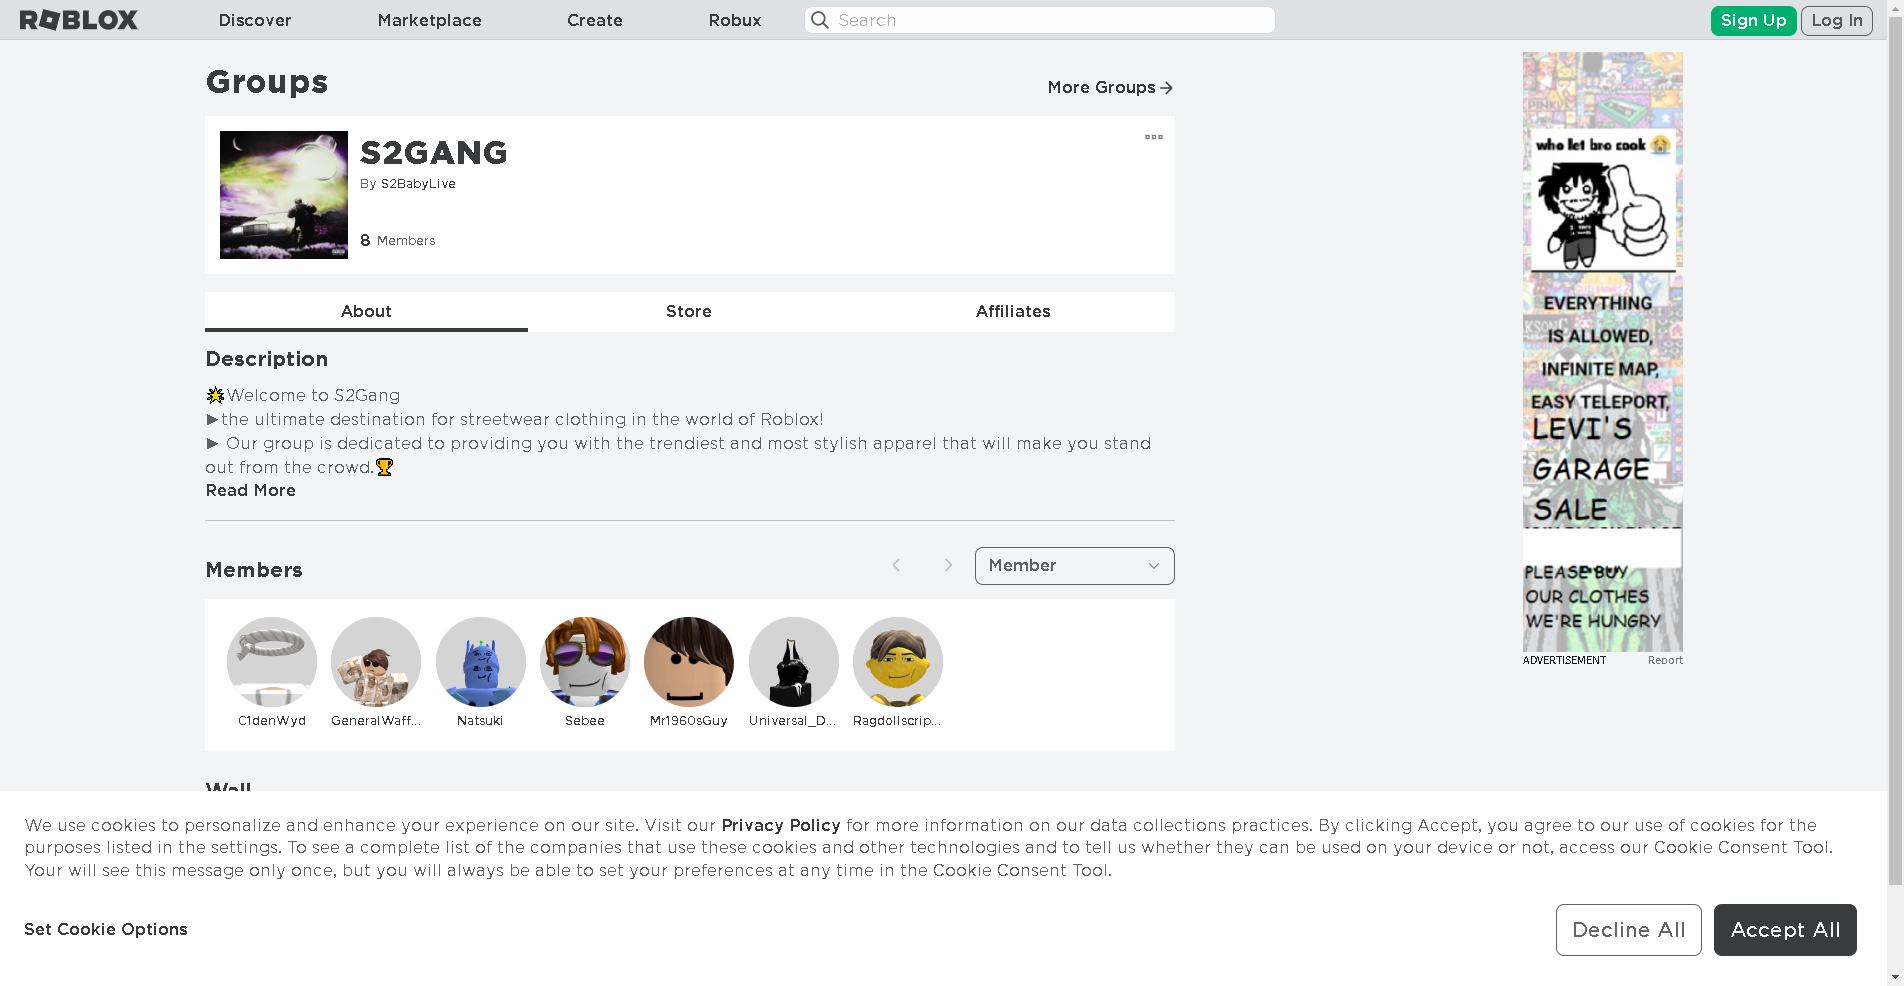 ROBLOX
Discover
Marketplace
Create
Robux
Search
Sign Up
Log In
Groups
More Groups
S2GANG
By S2BabyLive
8 Members
About
Store
Affiliates
Description
🌟Welcome to S2Gang
►the ultimate destination for streetwear clothing in the world of Roblox!
► Our group is dedicated to providing you with the trendiest and most stylish apparel that will make you stand
out from the crowd.🏆
Read More
Members
Member
C1denWyd
GeneralWaff...
Natsuki
Sebee
Mr1960sGuy
Universal_D...
Ragdollscrip...
Wall
who let bro cook 😭
EVERYTHING
IS ALLOWED,
INFINITE MAP,
EASY TELEPORT,
LEVI'S
GARAGE
SALE
PLEASE BUY
OUR CLOTHES
WE'RE HUNGRY
ADVERTISEMENT
Report
We use cookies to personalize and enhance your experience on our site. Visit our Privacy Policy for more information on our data collections practices. By clicking Accept, you agree to our use of cookies for the
purposes listed in the settings. To see a complete list of the companies that use these cookies and other technologies and to tell us whether they can be used on your device or not, access our Cookie Consent Tool.
Your will see this message only once, but you will always be able to set your preferences at any time in the Cookie Consent Tool.
Set Cookie Options
Decline All
Accept All